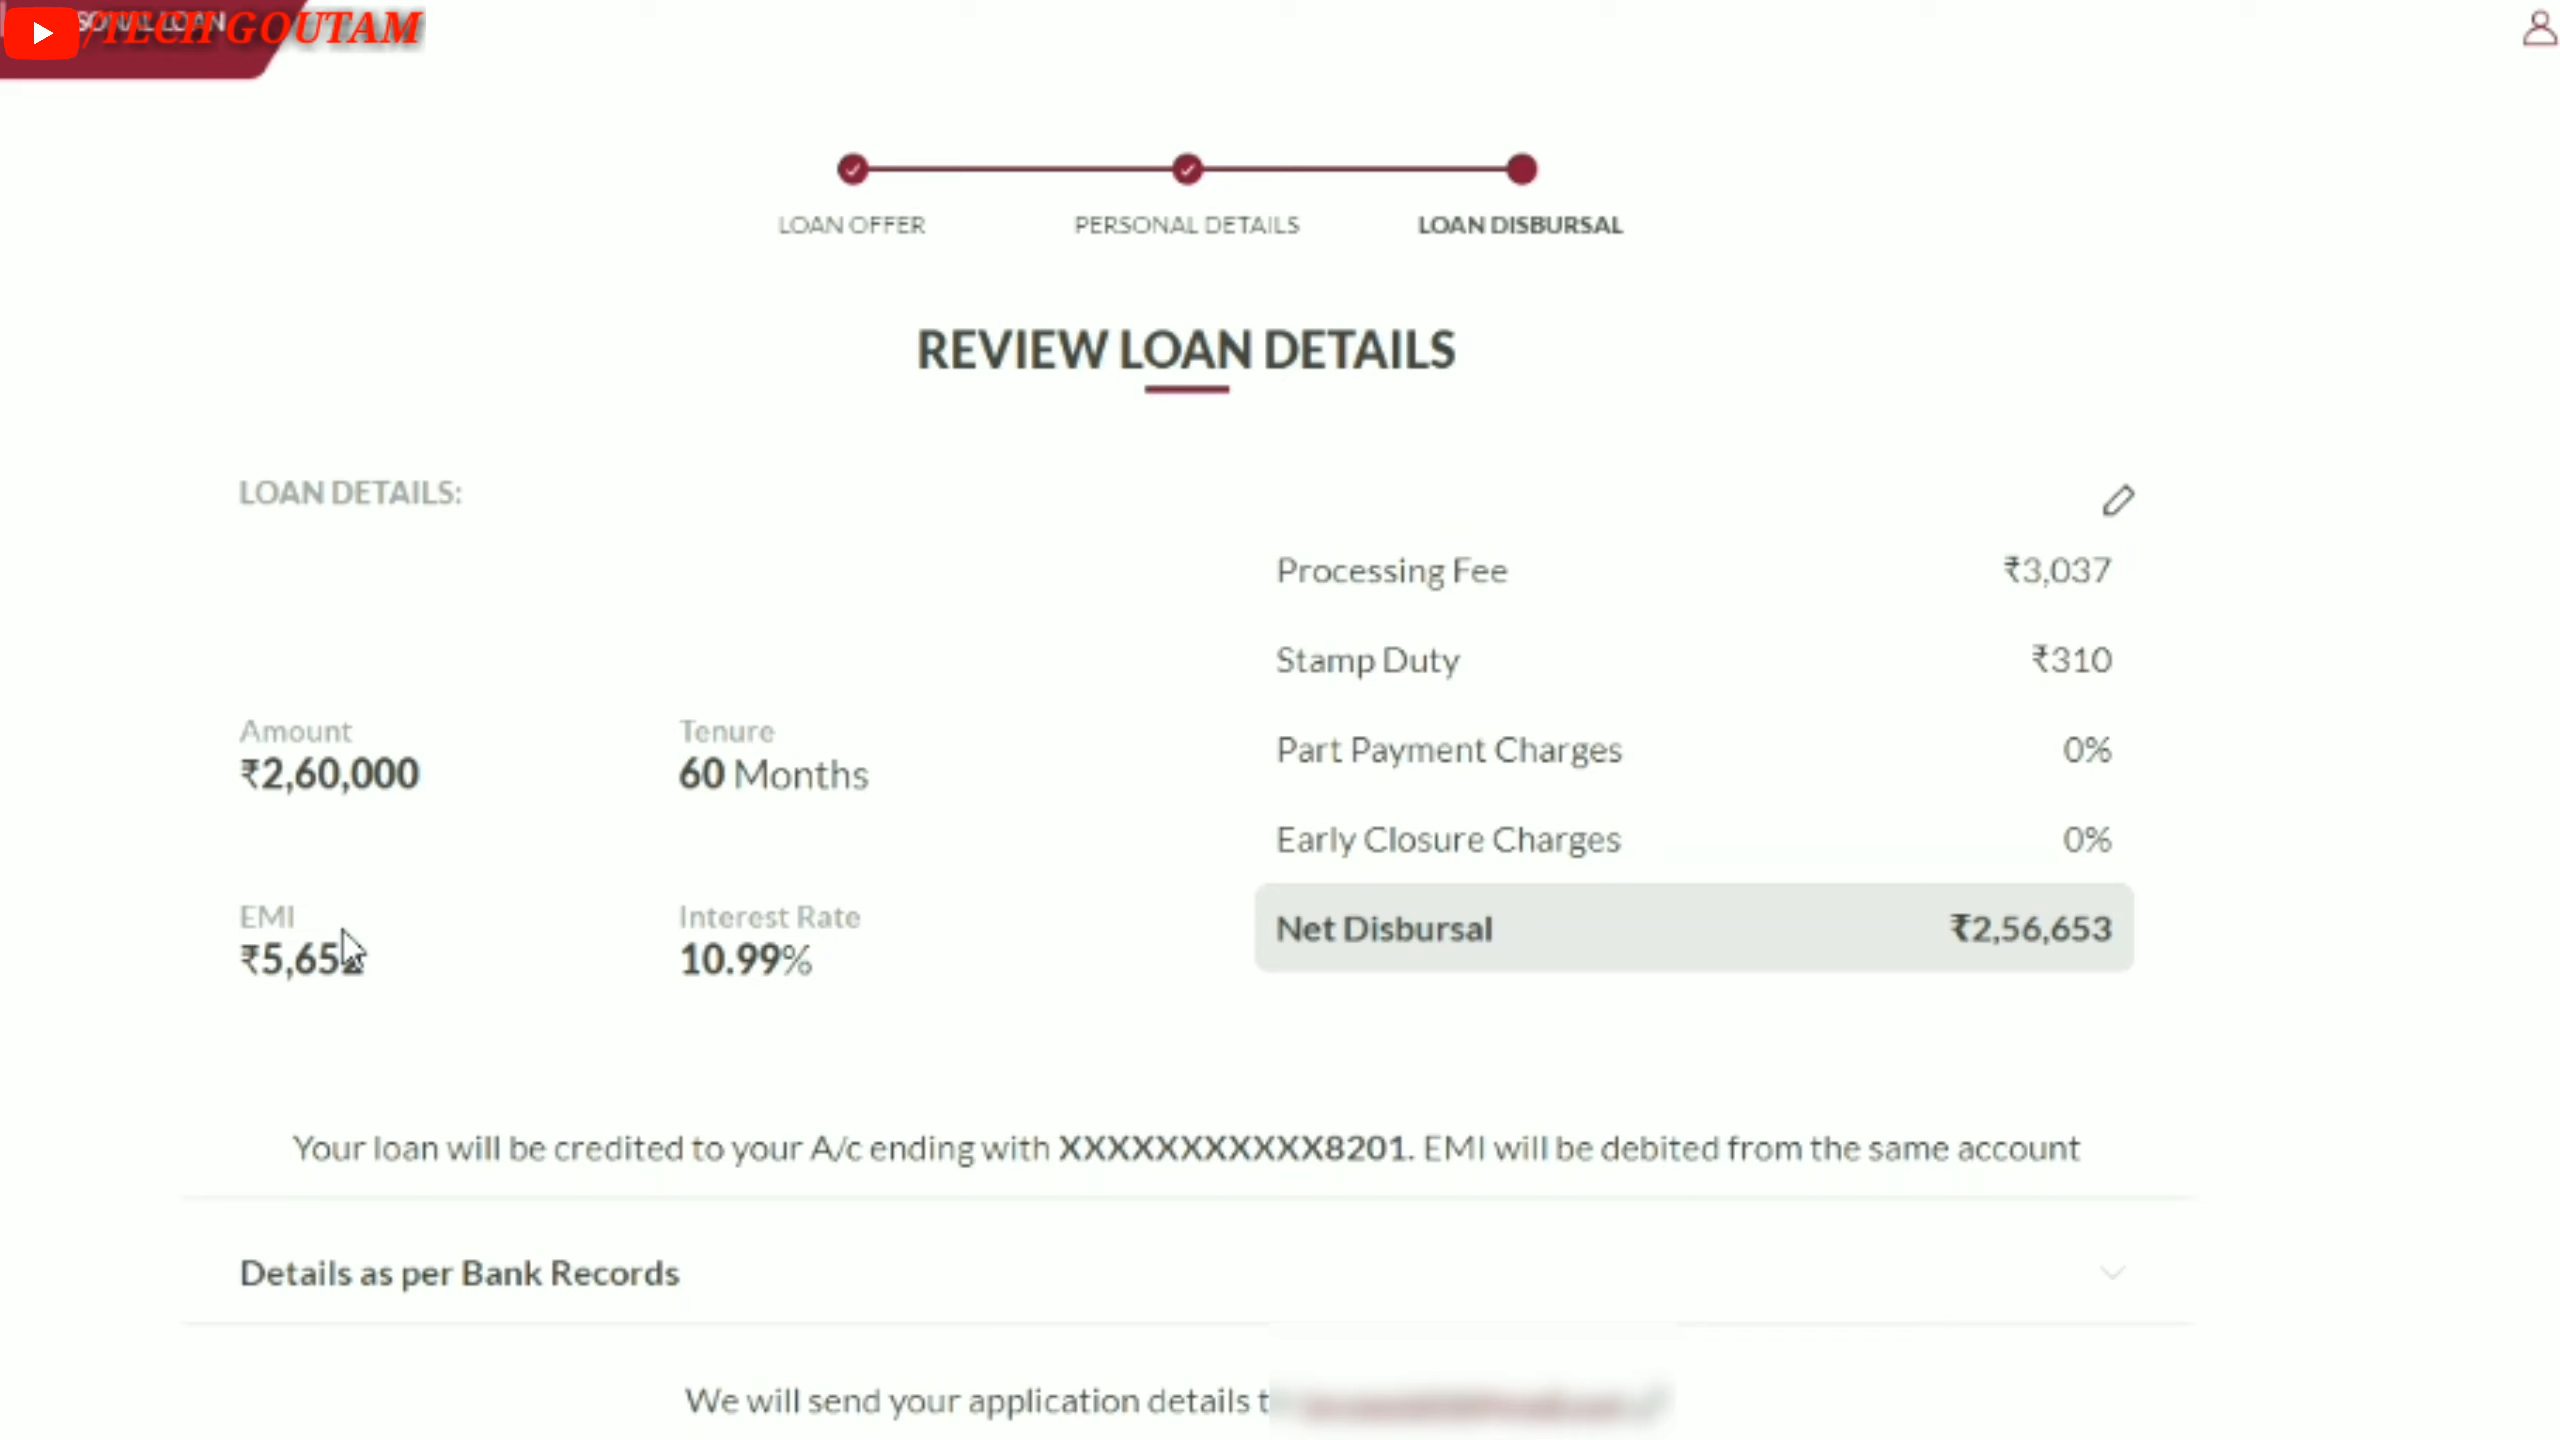 /TECH GOUTAM
LOAN OFFER
PERSONAL DETAILS
LOAN DISBURSAL
REVIEW LOAN DETAILS
LOAN DETAILS:
Amount
₹2,60,000
Tenure
60 Months
EMI
₹5,652
Interest Rate
10.99%
Processing Fee ₹3,037
Stamp Duty ₹310
Part Payment Charges 0%
Early Closure Charges 0%
Net Disbursal ₹2,56,653
Your loan will be credited to your A/c ending with XXXXXXXXXXX8201. EMI will be debited from the same account
Details as per Bank Records
We will send your application details